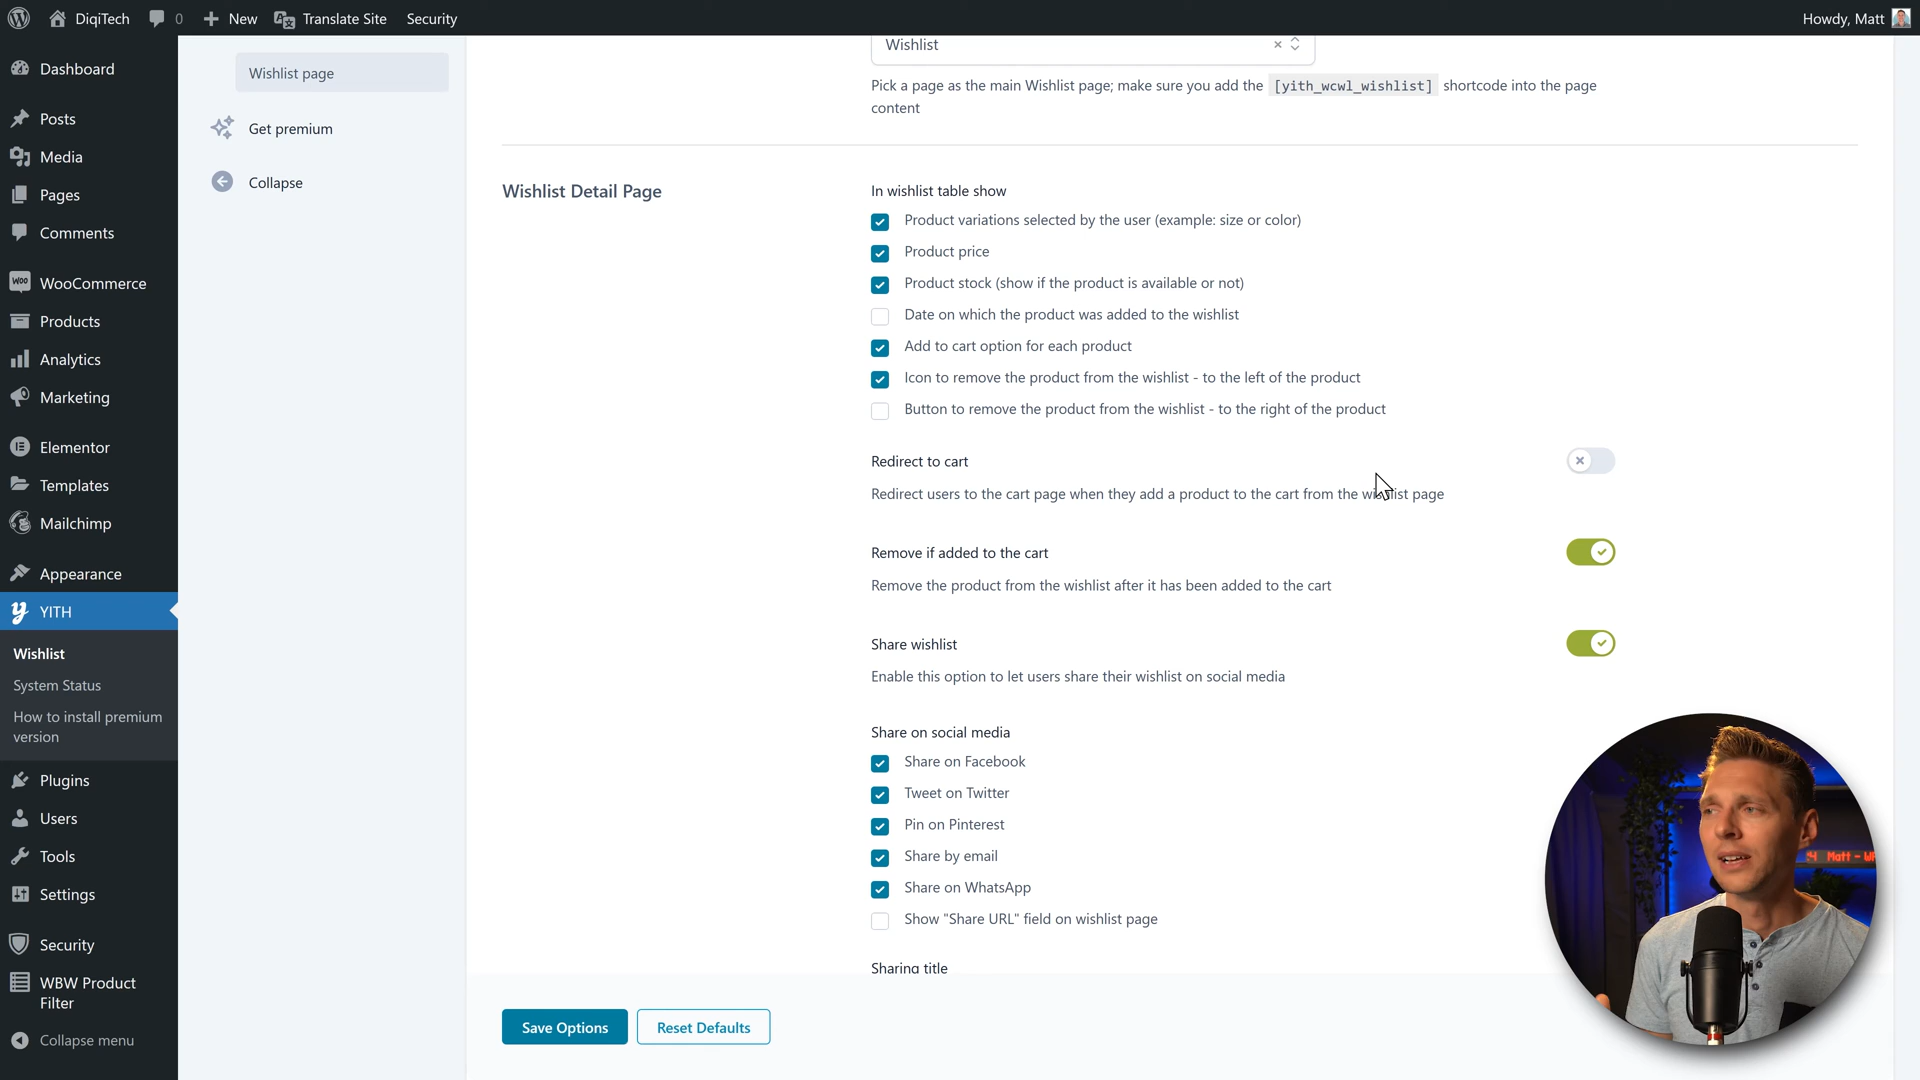 DiqiTech
0
New
Translate Site
Security
Howdy, Matt
Dashboard
Posts
Media
Pages
Comments
WOO
WooCommerce
Products
Analytics
Marketing
Elementor
Templates
Mailchimp
Appearance
YITH
Wishlist
System Status
How to install premium
version
Plugins
Users
Tools
Settings
Security
WBW Product
Filter
Collapse menu
Wishlist page
Get premium
Collapse
Wishlist
Pick a page as the main Wishlist page; make sure you add the [yith_wcwl_wishlist] shortcode into the page
content
Wishlist Detail Page
In wishlist table show
Product variations selected by the user (example: size or color)
Product price
Product stock (show if the product is available or not)
Date on which the product was added to the wishlist
Add to cart option for each product
Icon to remove the product from the wishlist - to the left of the product
Button to remove the product from the wishlist - to the right of the product
Redirect to cart
Redirect users to the cart page when they add a product to the cart from the wishlist page
Remove if added to the cart
Remove the product from the wishlist after it has been added to the cart
Share wishlist
Enable this option to let users share their wishlist on social media
Share on social media
Share on Facebook
Tweet on Twitter
Pin on Pinterest
Share by email
Share on WhatsApp
Show "Share URL" field on wishlist page
Sharing title
Save Options
Reset Defaults
Matt -